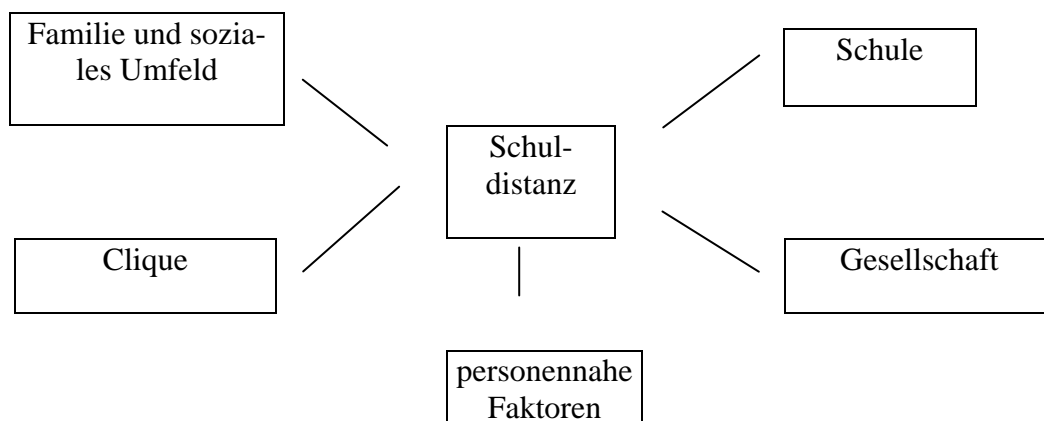 Familie und sozia-
les Umfeld
Schule
Schul-
distanz
Clique
Gesellschaft
personennahe
Faktoren